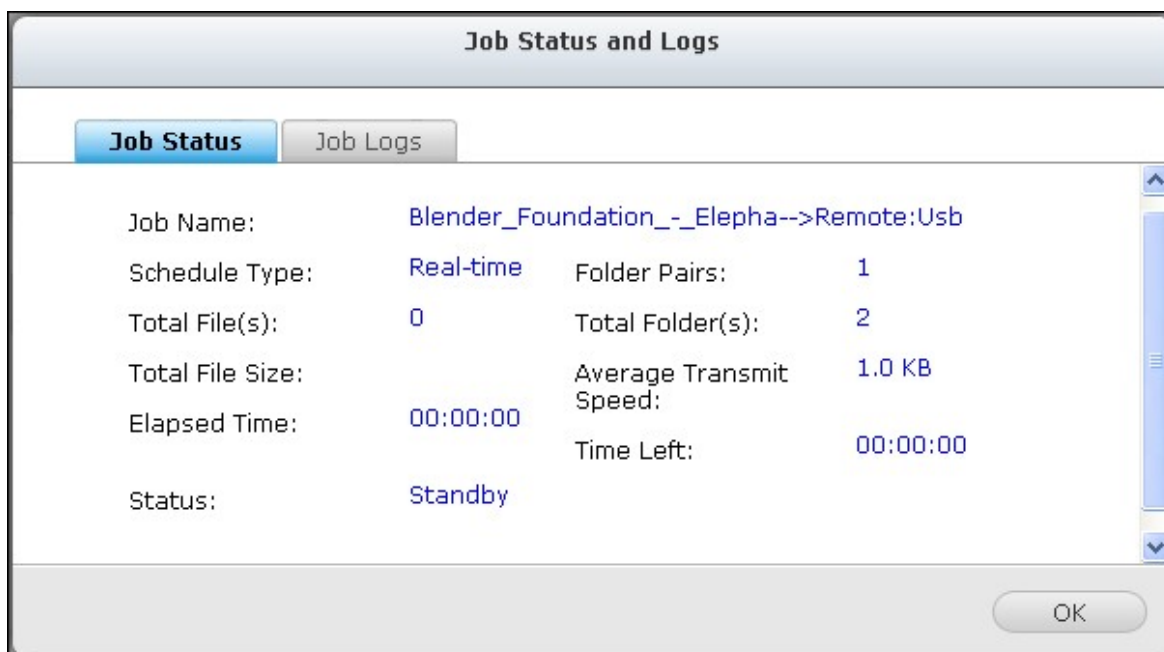 Job Status and Logs
Job Status
Job Logs
Job Name: Blender_Foundation_-_Elepha-->Remote:Usb
Schedule Type: Real-time Folder Pairs: 1
Total File(s): 0 Total Folder(s): 2
Total File Size: Average Transmit Speed: 1.0 KB
Elapsed Time: 00:00:00 Time Left: 00:00:00
Status: Standby
OK